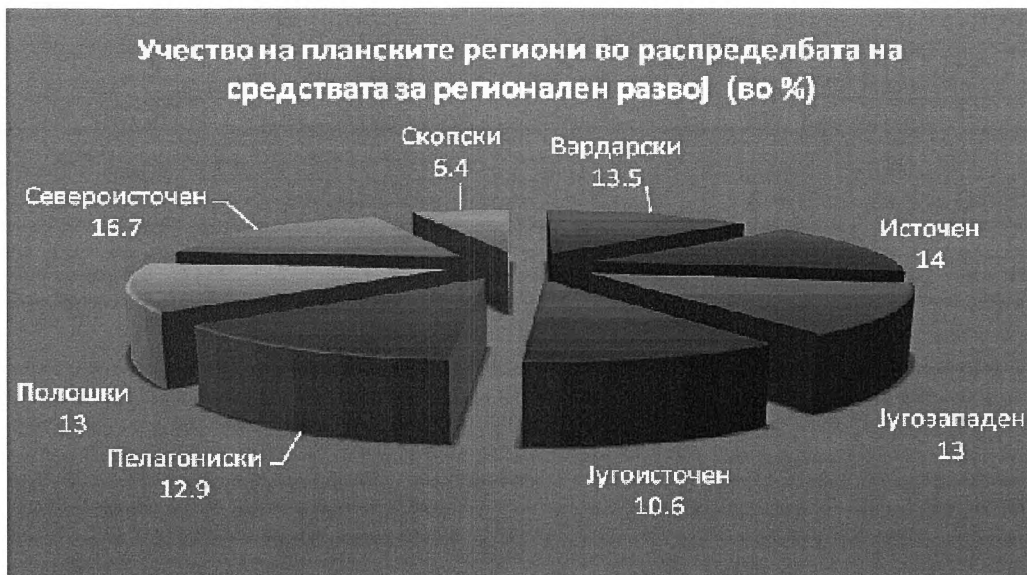 Учество на планските региони во распределбата на
средствата за регионален развој (во %)
Скопски
6.4
Вардарски
13.5
Североисточен
16.7
Источен
14
Полошки
13
Југозападен
13
Пелагониски
12.9
Југоисточен
10.6